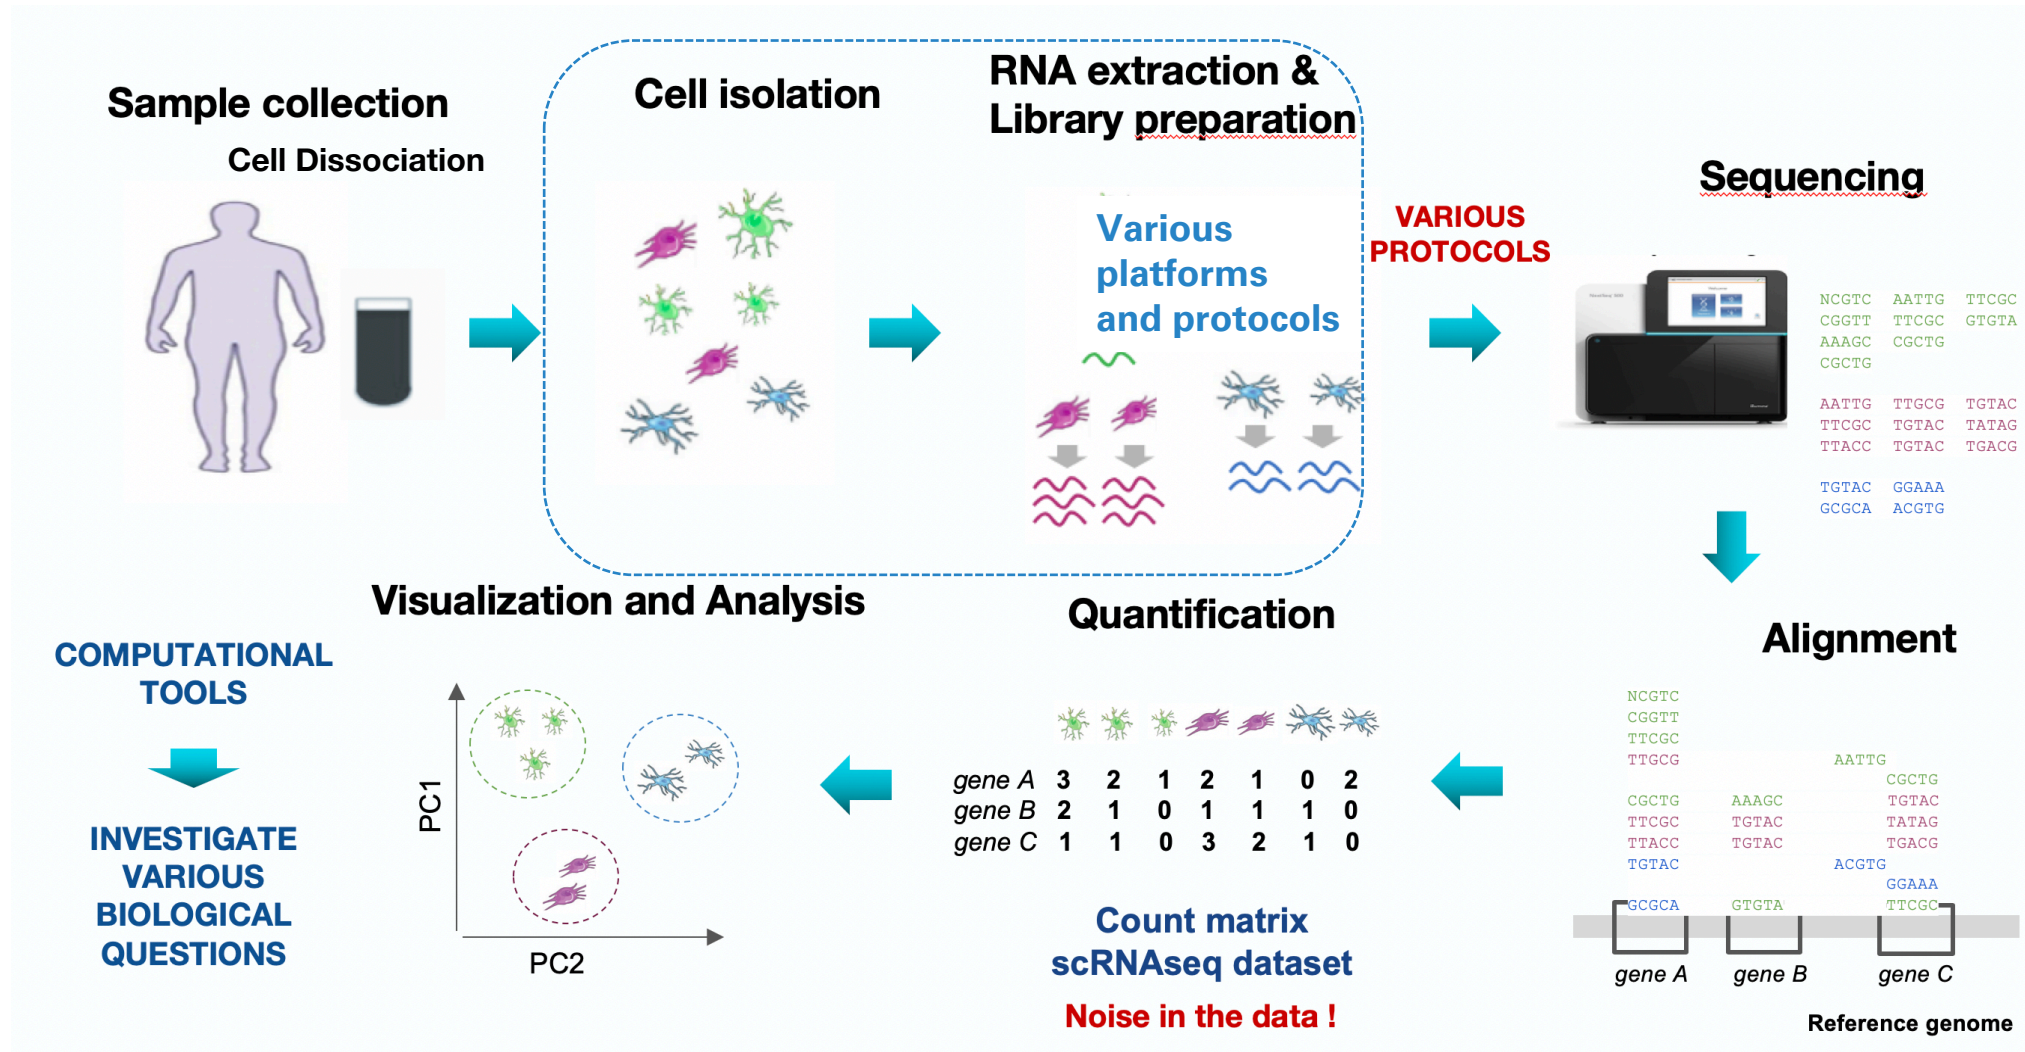 Sample collection
Cell Dissociation
Cell isolation
RNA extraction &
Library preparation
Various
platforms
and protocols
VARIOUS
PROTOCOLS
Sequencing
NCGTC AATTG TTCGC
CGGTT TTCGC GTGTA
AAAGC CGCTG
CGCTG
AATTG TTGCG TGTAC
TTCGC TGTAC TATAG
TTACC TGTAC TGACG
TGTAC GGAAA
GCGCA ACGTG
Alignment
NCGTC
CGGTT
TTCGC
TTGCG AATTG
CGCTG
CGCTG AAAGC TGTAC
TTCGC TGTAC TATAG
TTACC TGTAC TGACG
TGTAC ACGTG
GGAAA
GCGCA GTGTA TTCGC
gene A gene B gene C
Reference genome
Quantification
gene A 3 2 1 2 1 0 2
gene B 2 1 0 1 1 1 0
gene C 1 1 0 3 2 1 0
Count matrix
scRNAseq dataset
Noise in the data !
Visualization and Analysis
PC1
PC2
COMPUTATIONAL
TOOLS
INVESTIGATE
VARIOUS
BIOLOGICAL
QUESTIONS